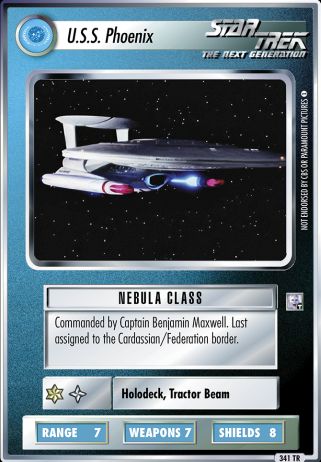 U.S.S. Phoenix
STAR TREK
THE NEXT GENERATION
NOT ENDORSED BY CBS OR PARAMOUNT PICTURES
NEBULA CLASS
Commanded by Captain Benjamin Maxwell. Last
assigned to the Cardassian/Federation border.
Holodeck, Tractor Beam
RANGE 7
WEAPONS 7
SHIELDS 8
341 TR